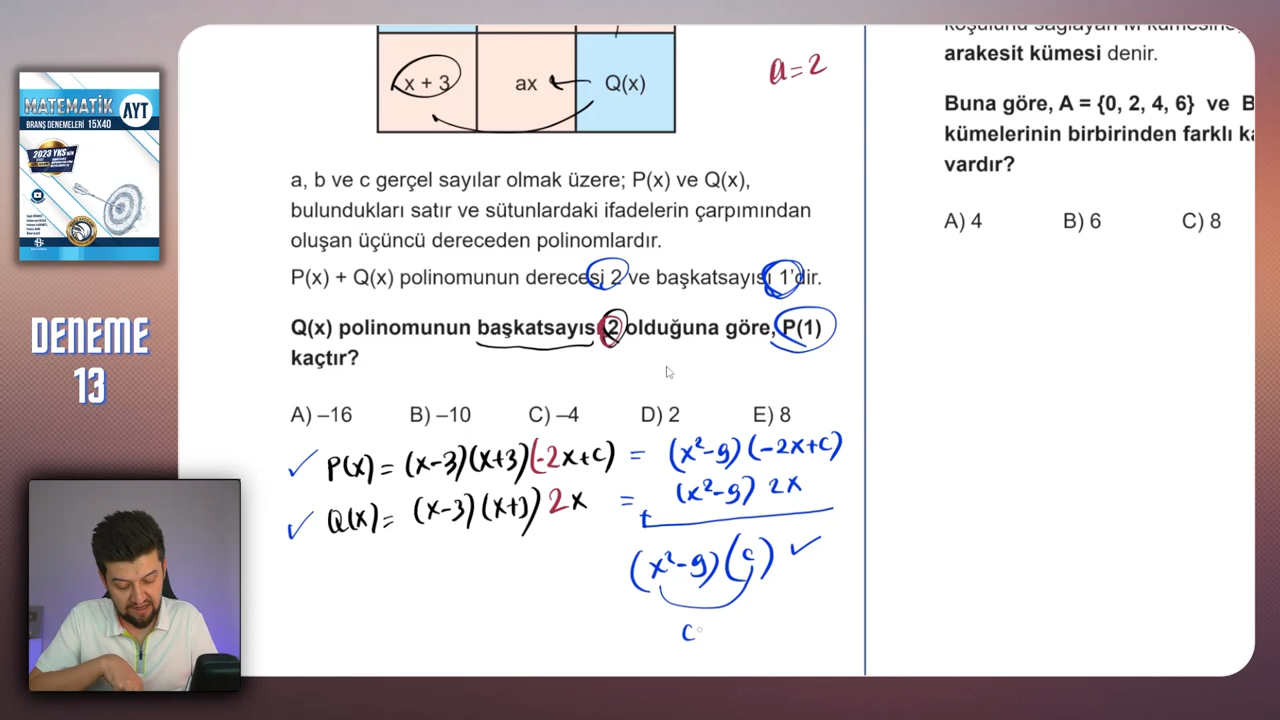 MATEMATİK AYT
BRANŞ DENEMELERİ 15X40
2023 YKS'NİN
DENEME
13
x + 3
ax
Q(x)
a = 2
a, b ve c gerçel sayılar olmak üzere; P(x) ve Q(x),
bulundukları satır ve sütunlardaki ifadelerin çarpımından
oluşan üçüncü dereceden polinomlardır.
P(x) + Q(x) polinomunun derecesi 2 ve başkatsayısı 1'dir.
Q(x) polinomunun başkatsayısı 2 olduğuna göre, P(1)
kaçtır?
A) –16 B) –10 C) –4 D) 2 E) 8
P(x) = (x-3)(x+3)(-2x+c) = (x²-9)(-2x+c)
Q(x) = (x-3)(x+3) 2x = (x²-9) 2x
+
(x²-9)(c)
c
koşulunu sağlayan M kümesine,
arakesit kümesi denir.
Buna göre, A = {0, 2, 4, 6} ve B
kümelerinin birbirinden farklı ka
vardır?
A) 4 B) 6 C) 8